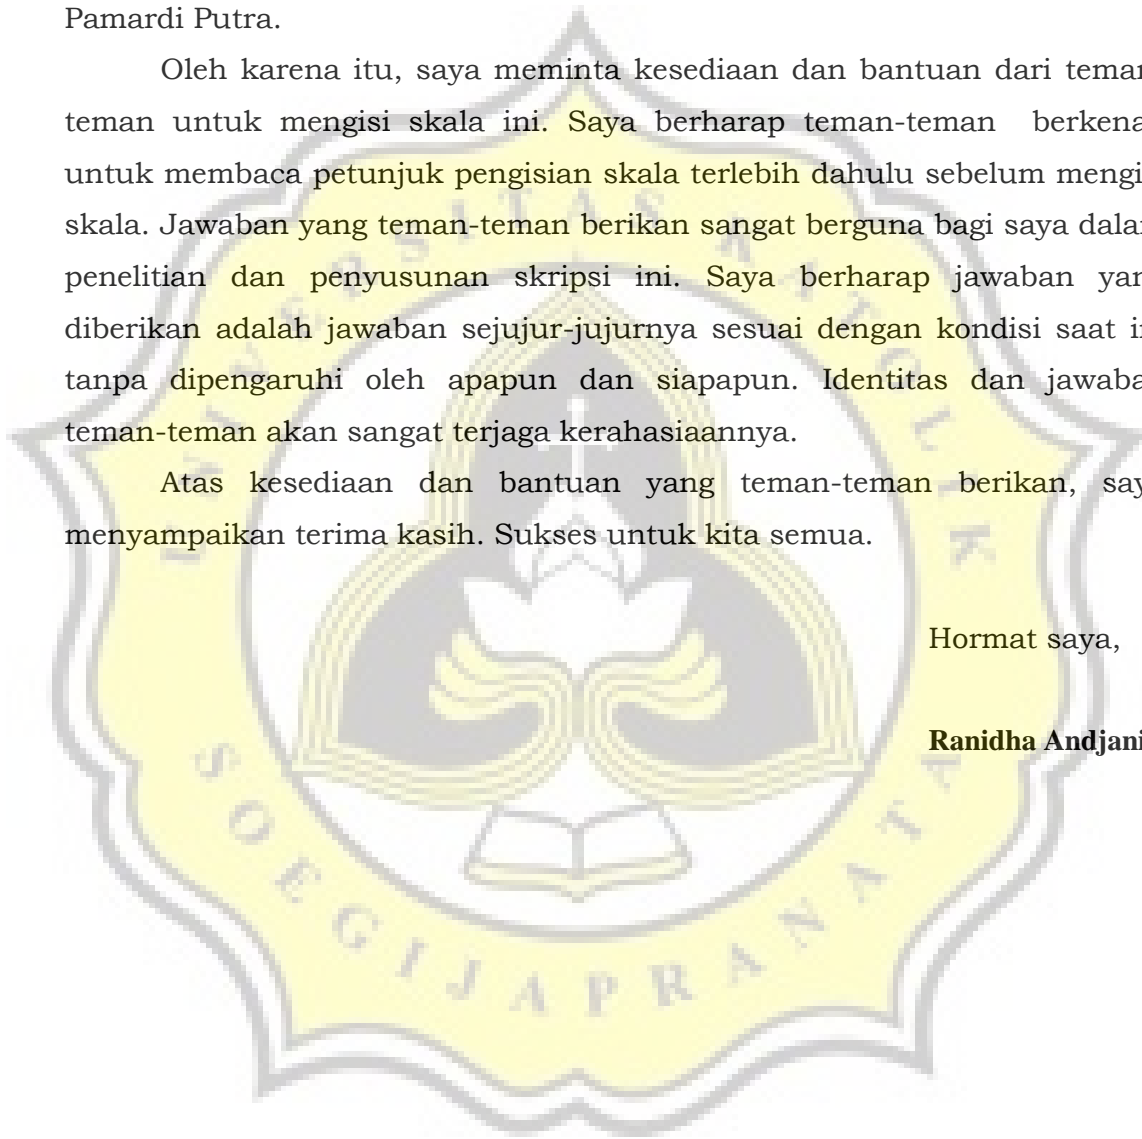 Pamardi Putra.
Oleh karena itu, saya meminta kesediaan dan bantuan dari teman
teman untuk mengisi skala ini. Saya berharap teman-teman berkena
untuk membaca petunjuk pengisian skala terlebih dahulu sebelum mengi
skala. Jawaban yang teman-teman berikan sangat berguna bagi saya dala
penelitian dan penyusunan skripsi ini. Saya berharap jawaban yan
diberikan adalah jawaban sejujur-jujurnya sesuai dengan kondisi saat in
tanpa dipengaruhi oleh apapun dan siapapun. Identitas dan jawaba
teman-teman akan sangat terjaga kerahasiaannya.
Atas kesediaan dan bantuan yang teman-teman berikan, say
menyampaikan terima kasih. Sukses untuk kita semua.
Hormat saya,
Ranidha Andjani
UNIVERSITAS KATOLIK
SOEGIJAPRANATA